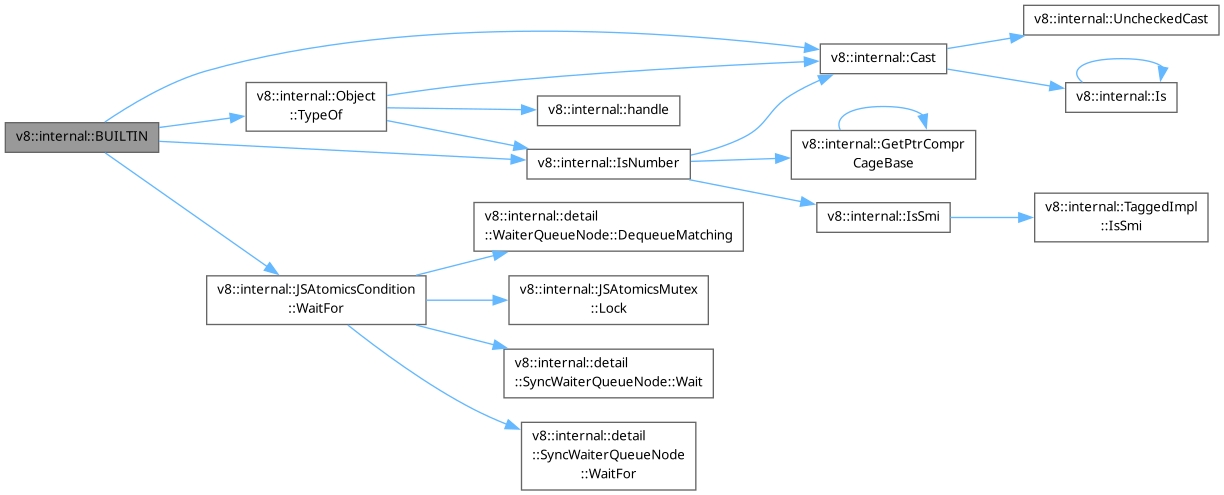 v8::internal::BUILTIN
v8::internal::Object
::TypeOf
v8::internal::JSAtomicsCondition
::WaitFor
v8::internal::handle
v8::internal::IsNumber
v8::internal::detail
::WaiterQueueNode::DequeueMatching
v8::internal::JSAtomicsMutex
::Lock
v8::internal::detail
::SyncWaiterQueueNode::Wait
v8::internal::detail
::SyncWaiterQueueNode
::WaitFor
v8::internal::Cast
v8::internal::GetPtrCompr
CageBase
v8::internal::IsSmi
v8::internal::UncheckedCast
v8::internal::Is
v8::internal::TaggedImpl
::IsSmi